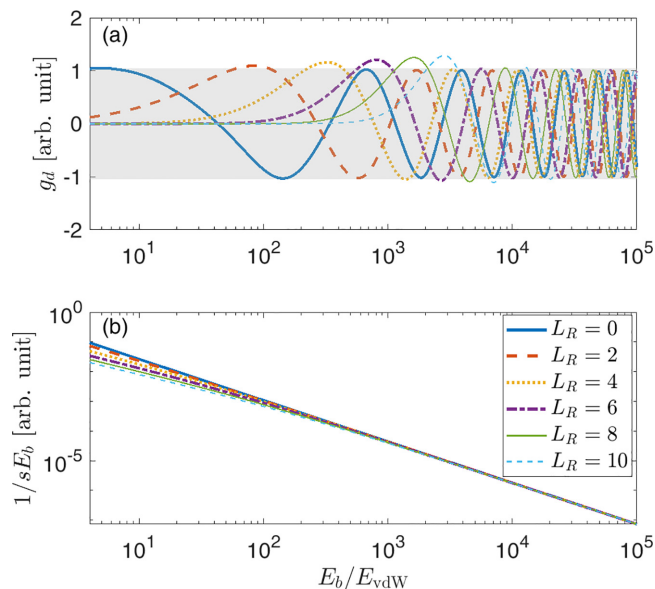 (a)
2
1
0
-1
-2
g_d [arb. unit]
10^1 10^2 10^3 10^4 10^5
(b)
10^0
10^-5
1/sE_b [arb. unit]
L_R = 0
L_R = 2
L_R = 4
L_R = 6
L_R = 8
L_R = 10
10^1 10^2 10^3 10^4 10^5
E_b/E_vdW